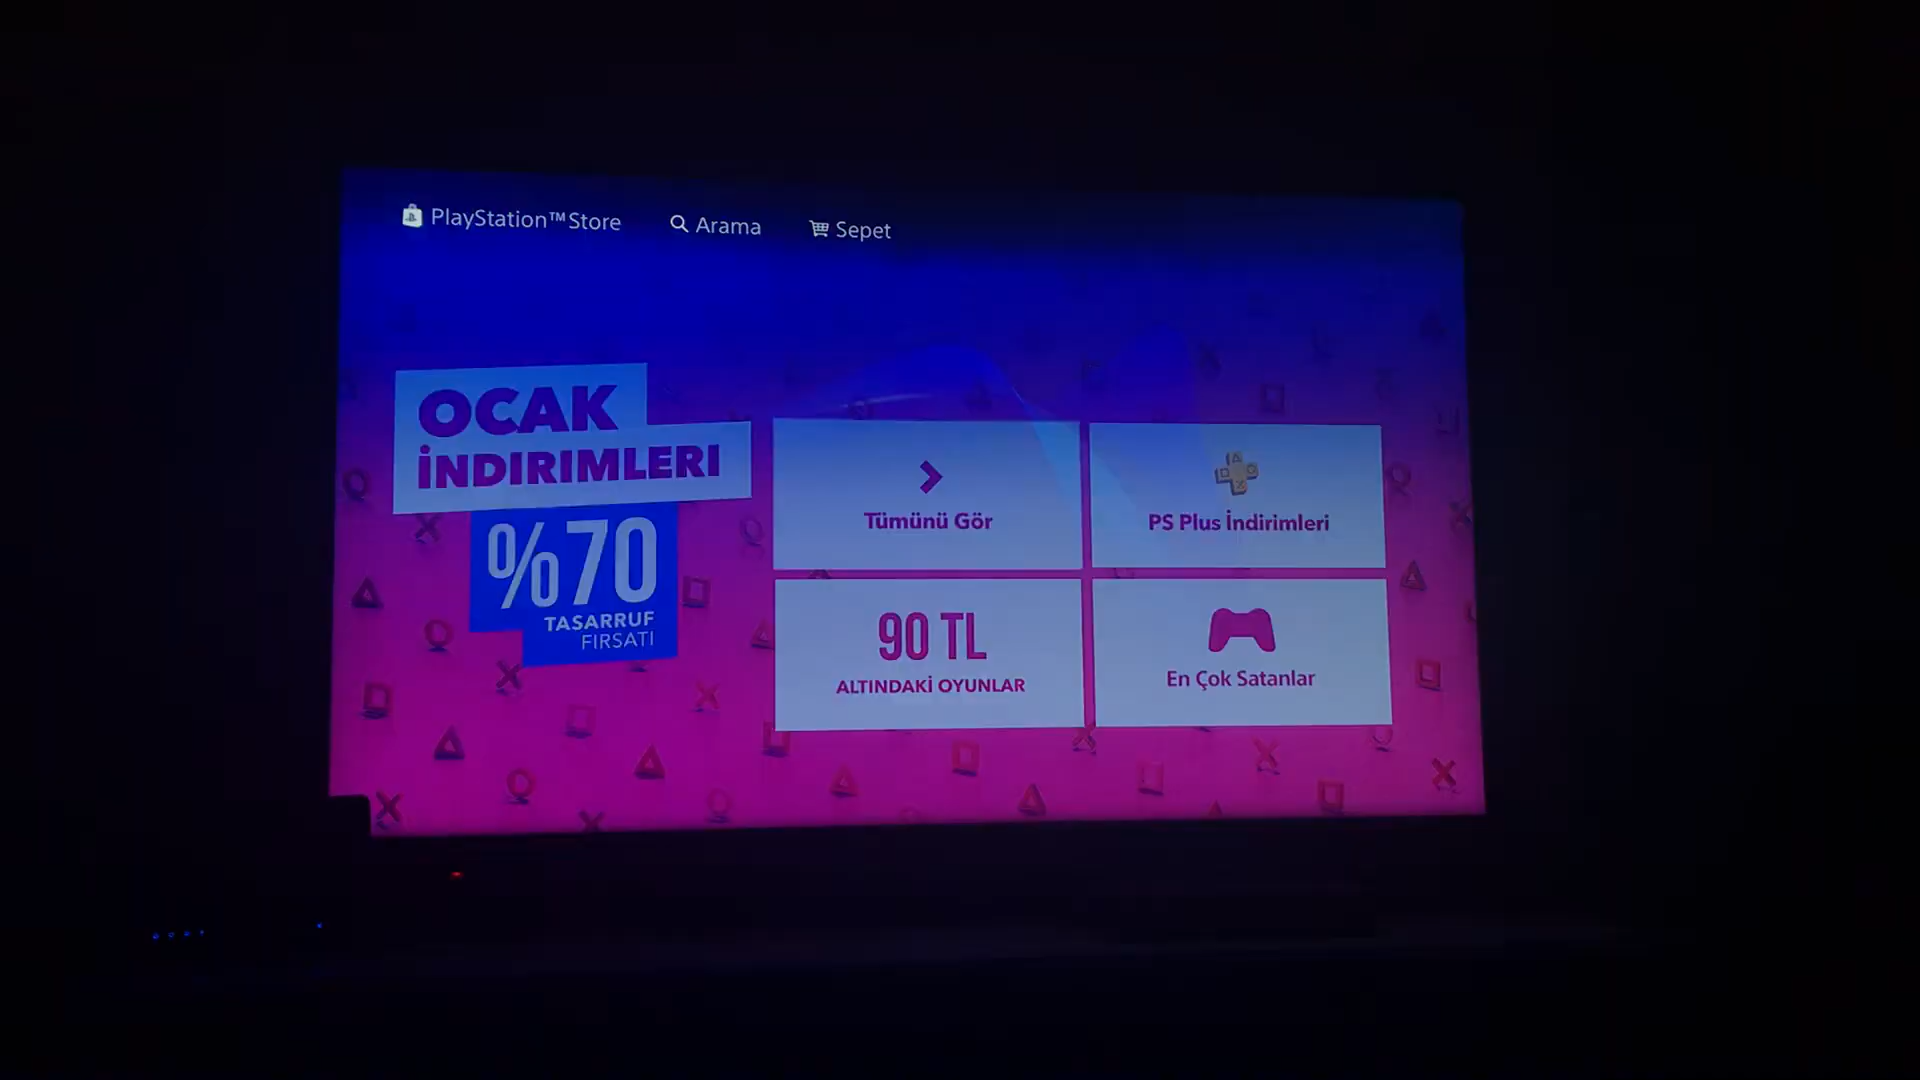 PlayStation™Store
Arama
Sepet
OCAK
İNDIRIMLERI
%70
TASARRUF
FIRSATI
Tümünü Gör
PS Plus İndirimleri
90 TL
ALTINDAKİ OYUNLAR
En Çok Satanlar